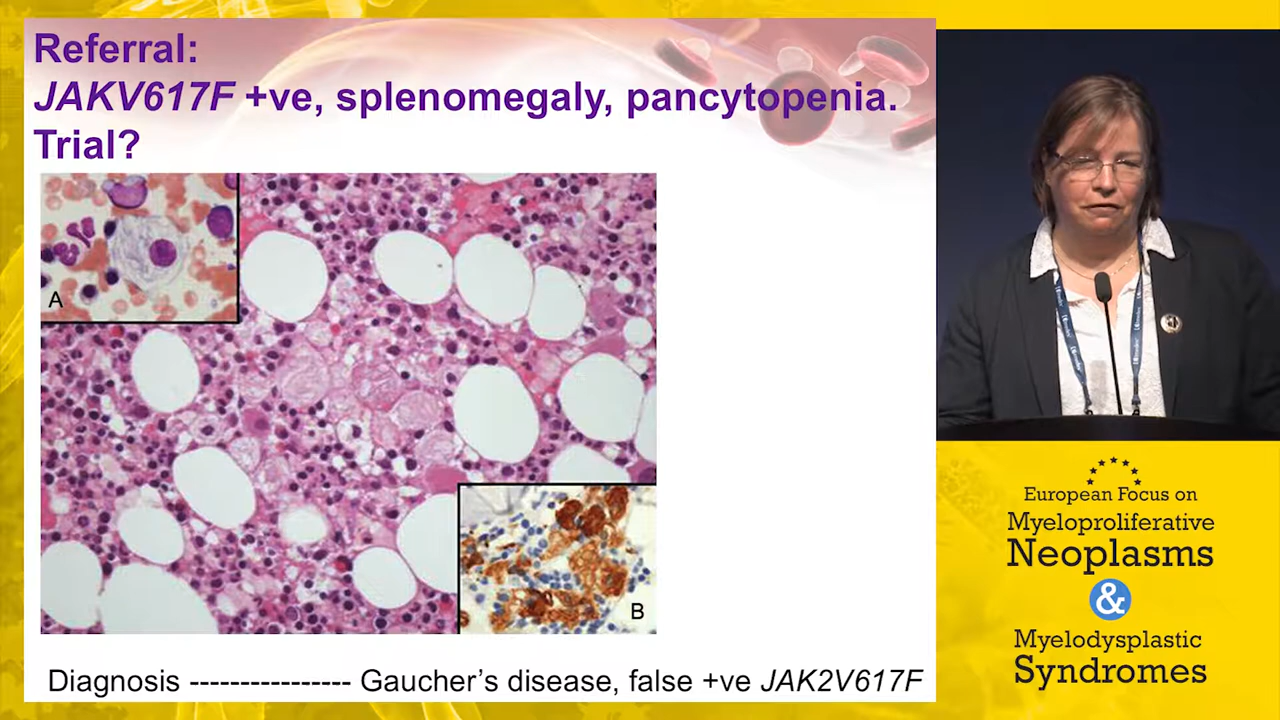 Referral:
JAKV617F +ve, splenomegaly, pancytopenia.
Trial?
A
B
Diagnosis ---------------- Gaucher's disease, false +ve JAK2V617F
European Focus on
Myeloproliferative
Neoplasms
&
Myelodysplastic
Syndromes